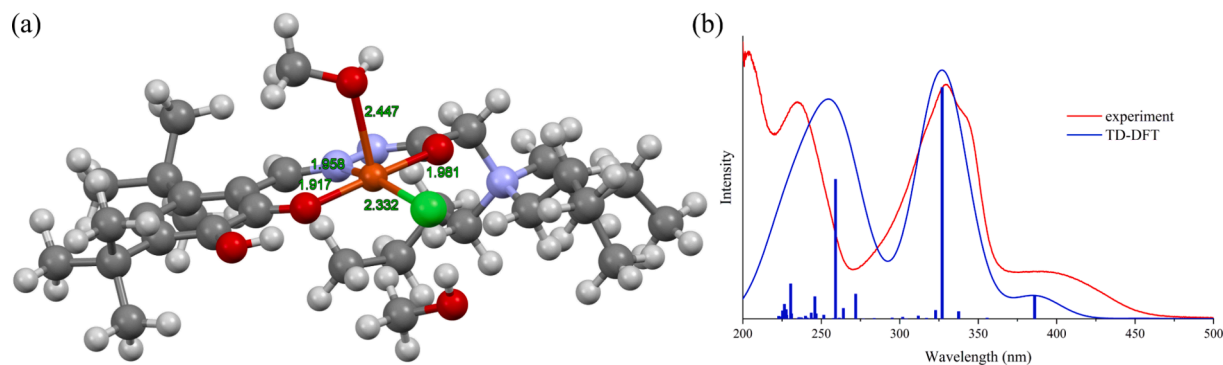 (a)
2.447
1.958
1.917
1.981
2.332
(b)
experiment
TD-DFT
Intensity
200
250
300
350
400
450
500
Wavelength (nm)